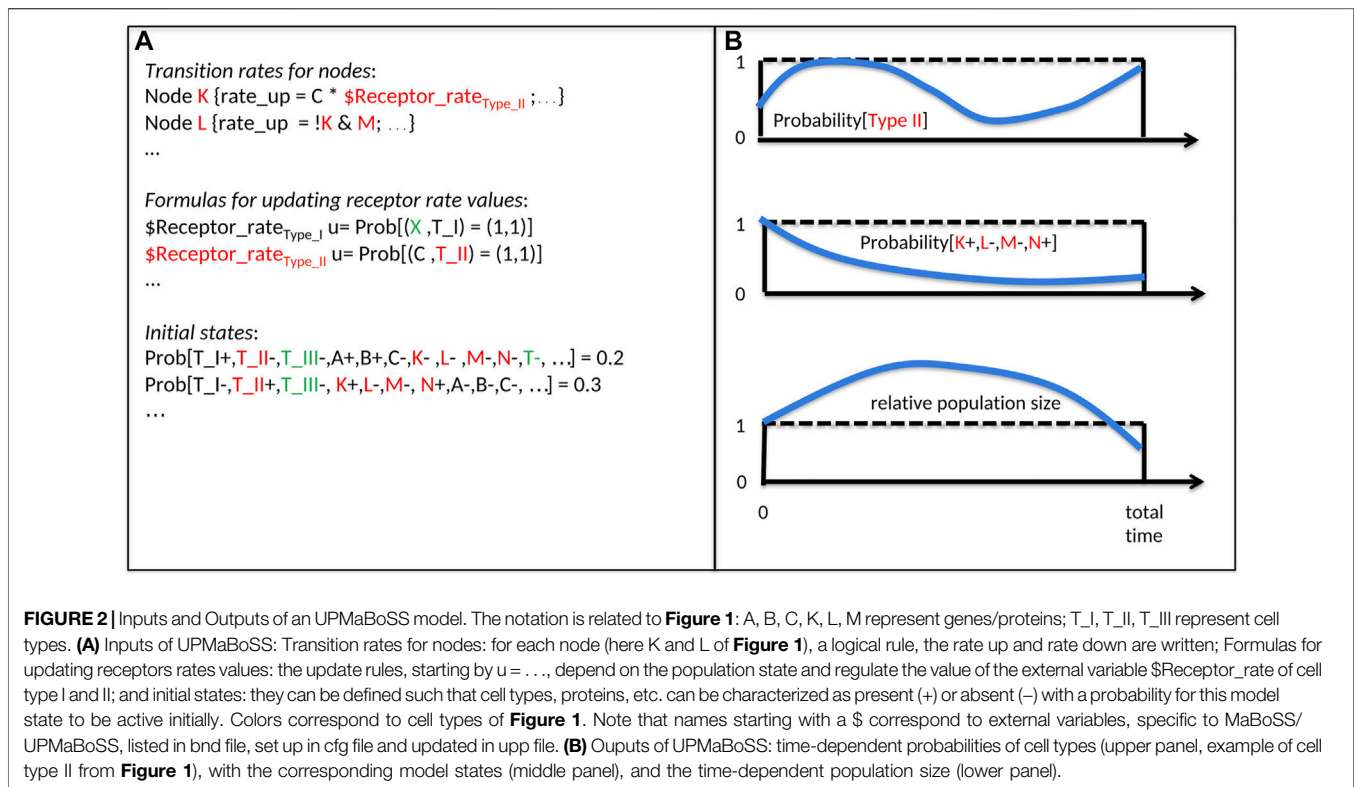 A
Transition rates for nodes:
Node K {rate_up = C * $Receptor_rate_Type_II ;...}
Node L {rate_up = !K & M; ...}
...
Formulas for updating receptor rate values:
$Receptor_rate_Type_I u= Prob[(X ,T_I) = (1,1)]
$Receptor_rate_Type_II u= Prob[(C ,T_II) = (1,1)]
...
Initial states:
Prob[T_I+,T_II-,T_III-,A+,B+,C-,K- ,L- ,M-,N-,T-, ...] = 0.2
Prob[T_I-,T_II+,T_III-, K+,L-,M-, N+,A-,B-,C-, ...] = 0.3
...
B
1
Probability[Type II]
0
1
Probability[K+,L-,M-,N+]
0
relative population size
1
0
0
total
time
FIGURE 2 | Inputs and Outputs of an UPMaBoSS model. The notation is related to Figure 1: A, B, C, K, L, M represent genes/proteins; T_I, T_II, T_III represent cell
types. (A) Inputs of UPMaBoSS: Transition rates for nodes: for each node (here K and L of Figure 1), a logical rule, the rate up and rate down are written; Formulas for
updating receptors rates values: the update rules, starting by u = ..., depend on the population state and regulate the value of the external variable $Receptor_rate of cell
type I and II; and initial states: they can be defined such that cell types, proteins, etc. can be characterized as present (+) or absent (–) with a probability for this model
state to be active initially. Colors correspond to cell types of Figure 1. Note that names starting with a $ correspond to external variables, specific to MaBoSS/
UPMaBoSS, listed in bnd file, set up in cfg file and updated in upp file. (B) Ouputs of UPMaBoSS: time-dependent probabilities of cell types (upper panel, example of cell
type II from Figure 1), with the corresponding model states (middle panel), and the time-dependent population size (lower panel).